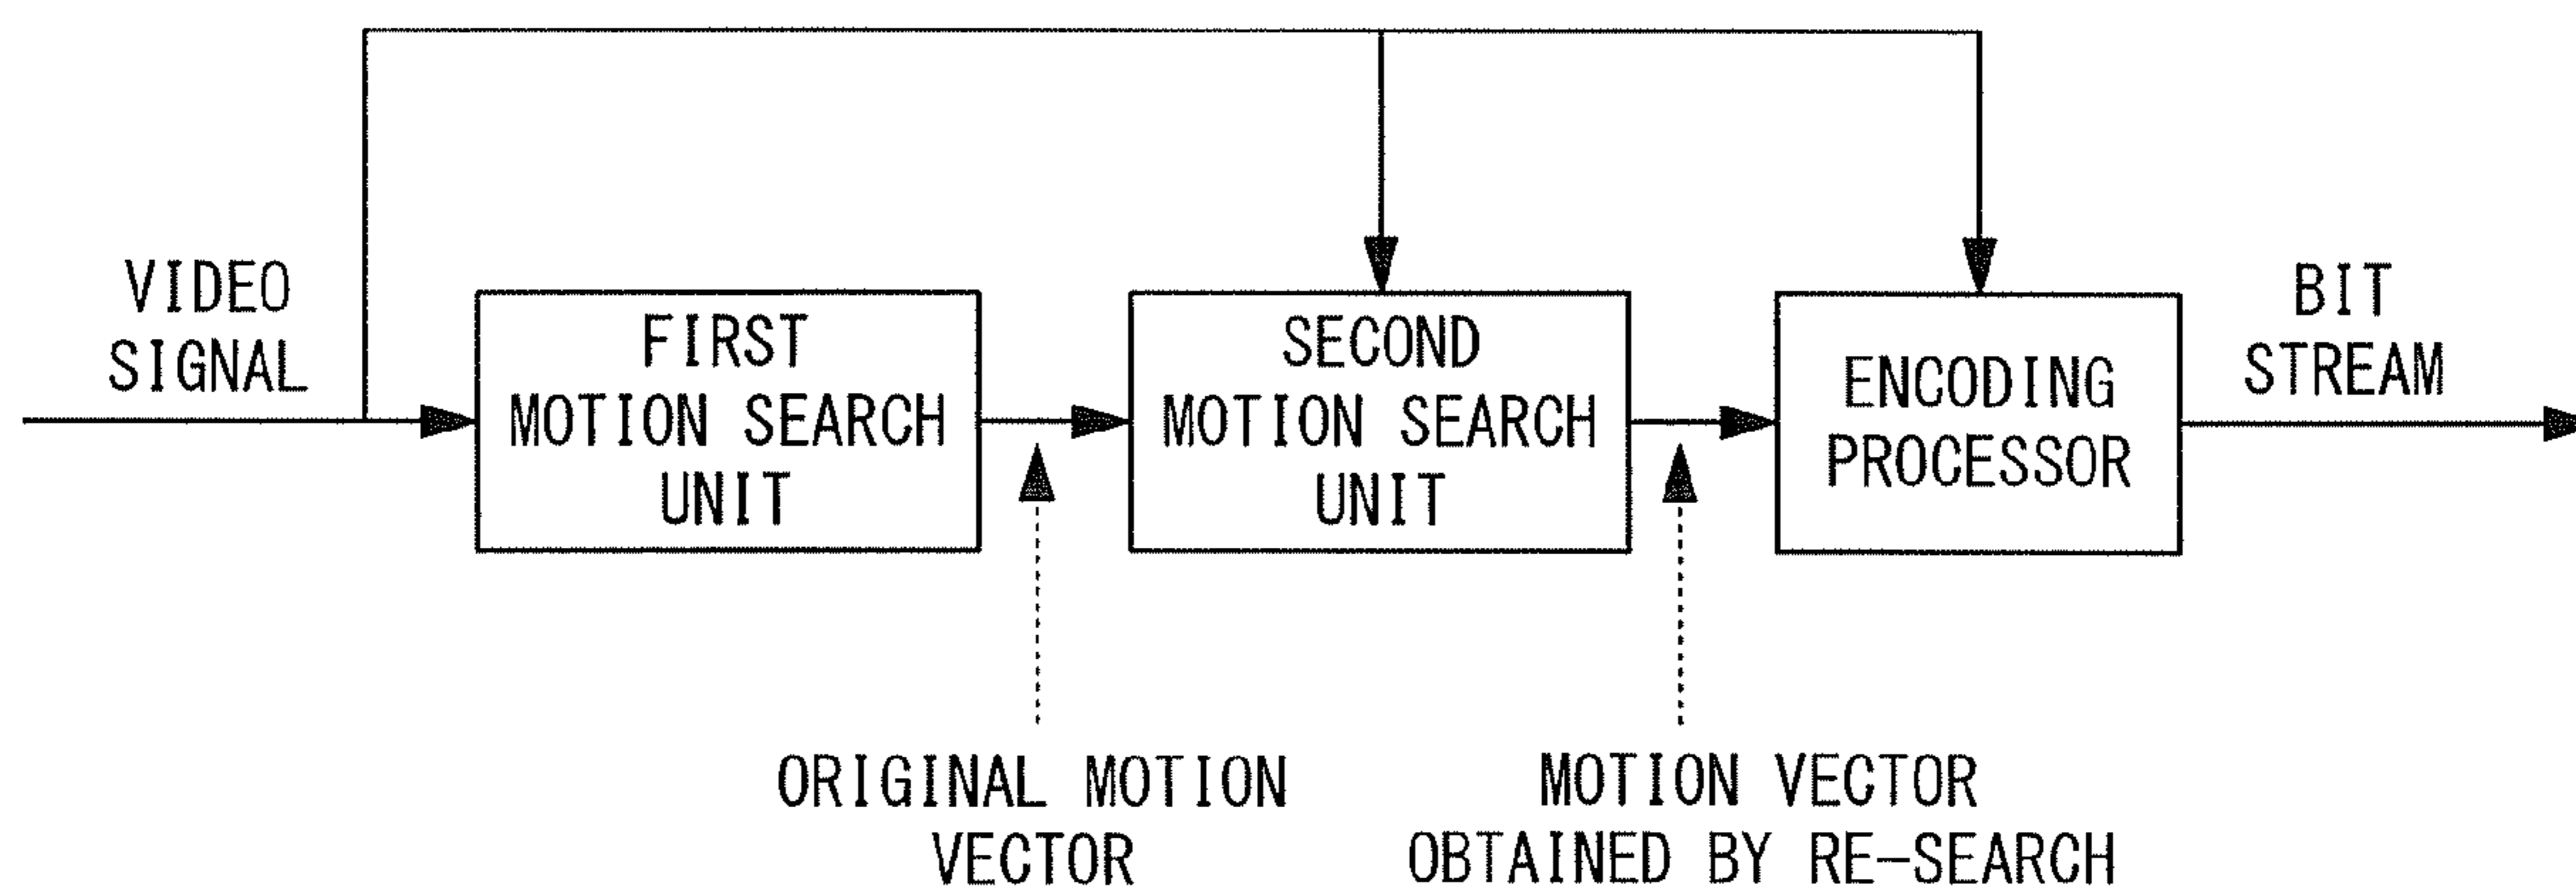 VIDEO
SIGNAL
FIRST
MOTION SEARCH
UNIT
SECOND
MOTION SEARCH
UNIT
ENCODING
PROCESSOR
BIT
STREAM
ORIGINAL MOTION
VECTOR
MOTION VECTOR
OBTAINED BY RE-SEARCH